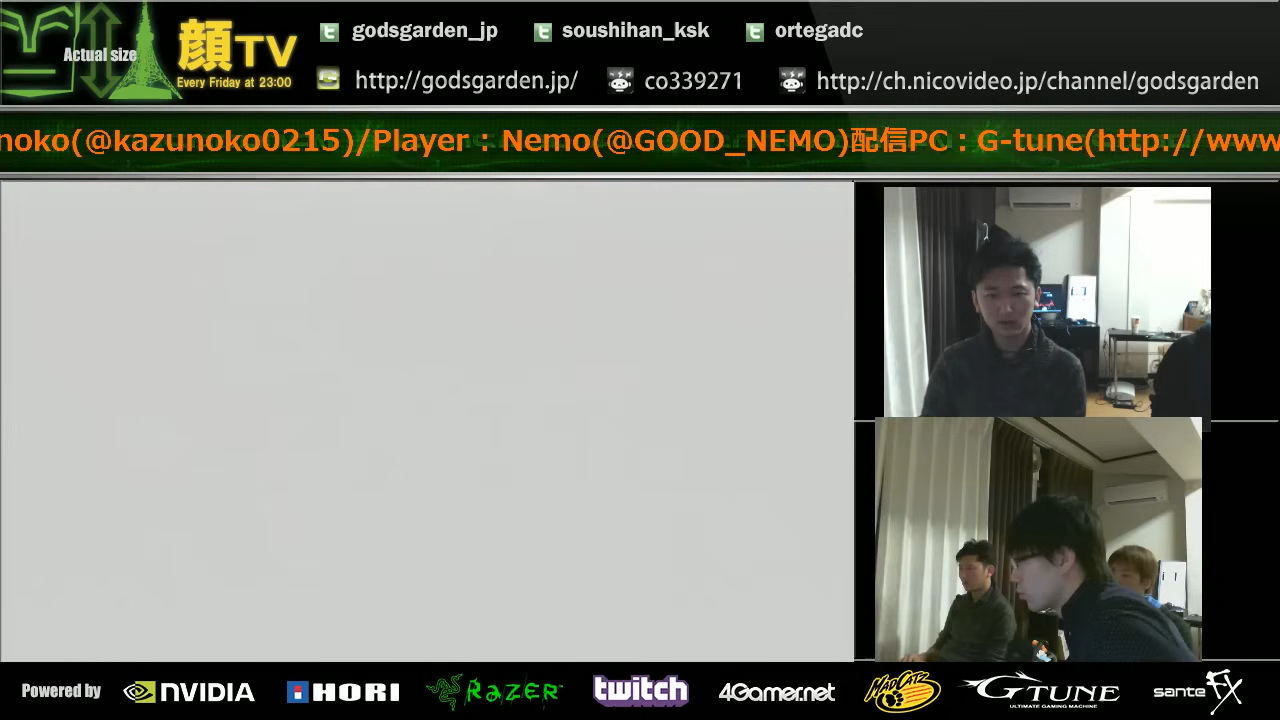 Actual size
顔TV
Every Friday at 23:00
godsgarden_jp
soushihan_ksk
ortegadc
http://godsgarden.jp/
co339271
http://ch.nicovideo.jp/channel/godsgarden
noko(@kazunoko0215)/Player：Nemo(@GOOD_NEMO)配信PC：G-tune(http://www
Powered by
NVIDIA
HORI
RAZER
twitch
4Gamer.net
MAD CATZ
G TUNE
ULTIMATE GAMING MACHINE
sante FX